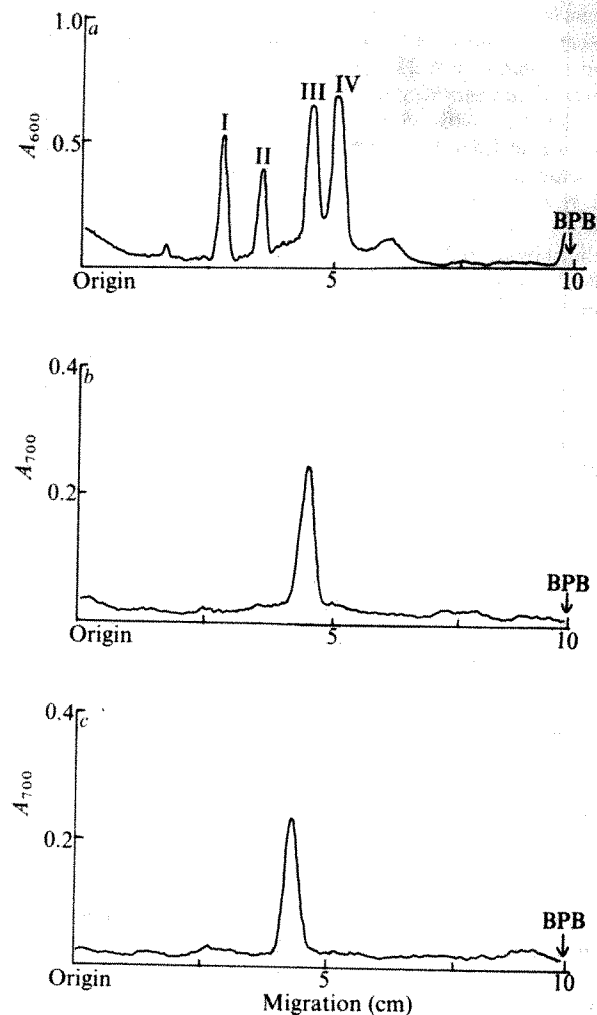 1.0 a
I II III IV
0.5
A600
BPB
Origin 5 10
0.4 b
A700
0.2
BPB
Origin 5 10
0.4 c
A700
0.2
BPB
Origin 5 10
Migration (cm)